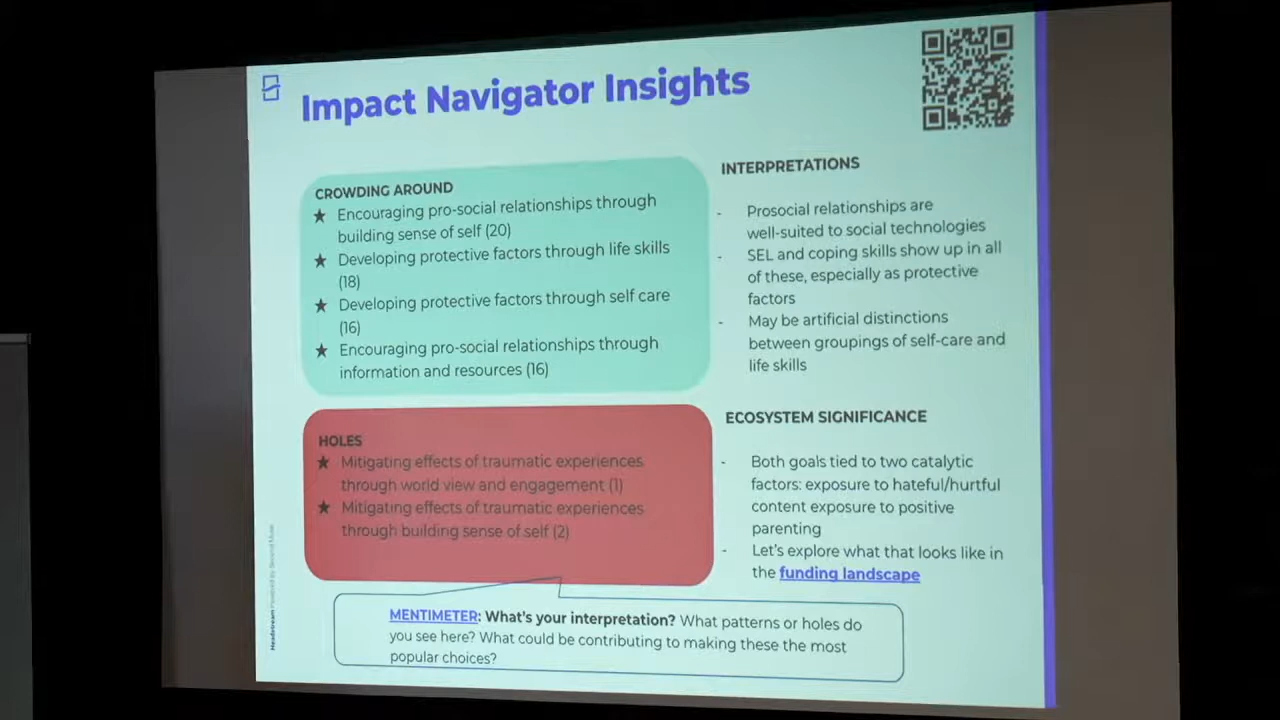 Impact Navigator Insights
CROWDING AROUND
★ Encouraging pro-social relationships through
building sense of self (20)
★ Developing protective factors through life skills
(18)
★ Developing protective factors through self care
(16)
★ Encouraging pro-social relationships through
information and resources (16)
INTERPRETATIONS
- Prosocial relationships are
well-suited to social technologies
- SEL and coping skills show up in all
of these, especially as protective
factors
- May be artificial distinctions
between groupings of self-care and
life skills
HOLES
★ Mitigating effects of traumatic experiences
through world view and engagement (1)
★ Mitigating effects of traumatic experiences
through building sense of self (2)
ECOSYSTEM SIGNIFICANCE
- Both goals tied to two catalytic
factors: exposure to hateful/hurtful
content exposure to positive
parenting
- Let's explore what that looks like in
the funding landscape
MENTIMETER: What's your interpretation? What patterns or holes do
you see here? What could be contributing to making these the most
popular choices?
Headstream Powered by Second Muse